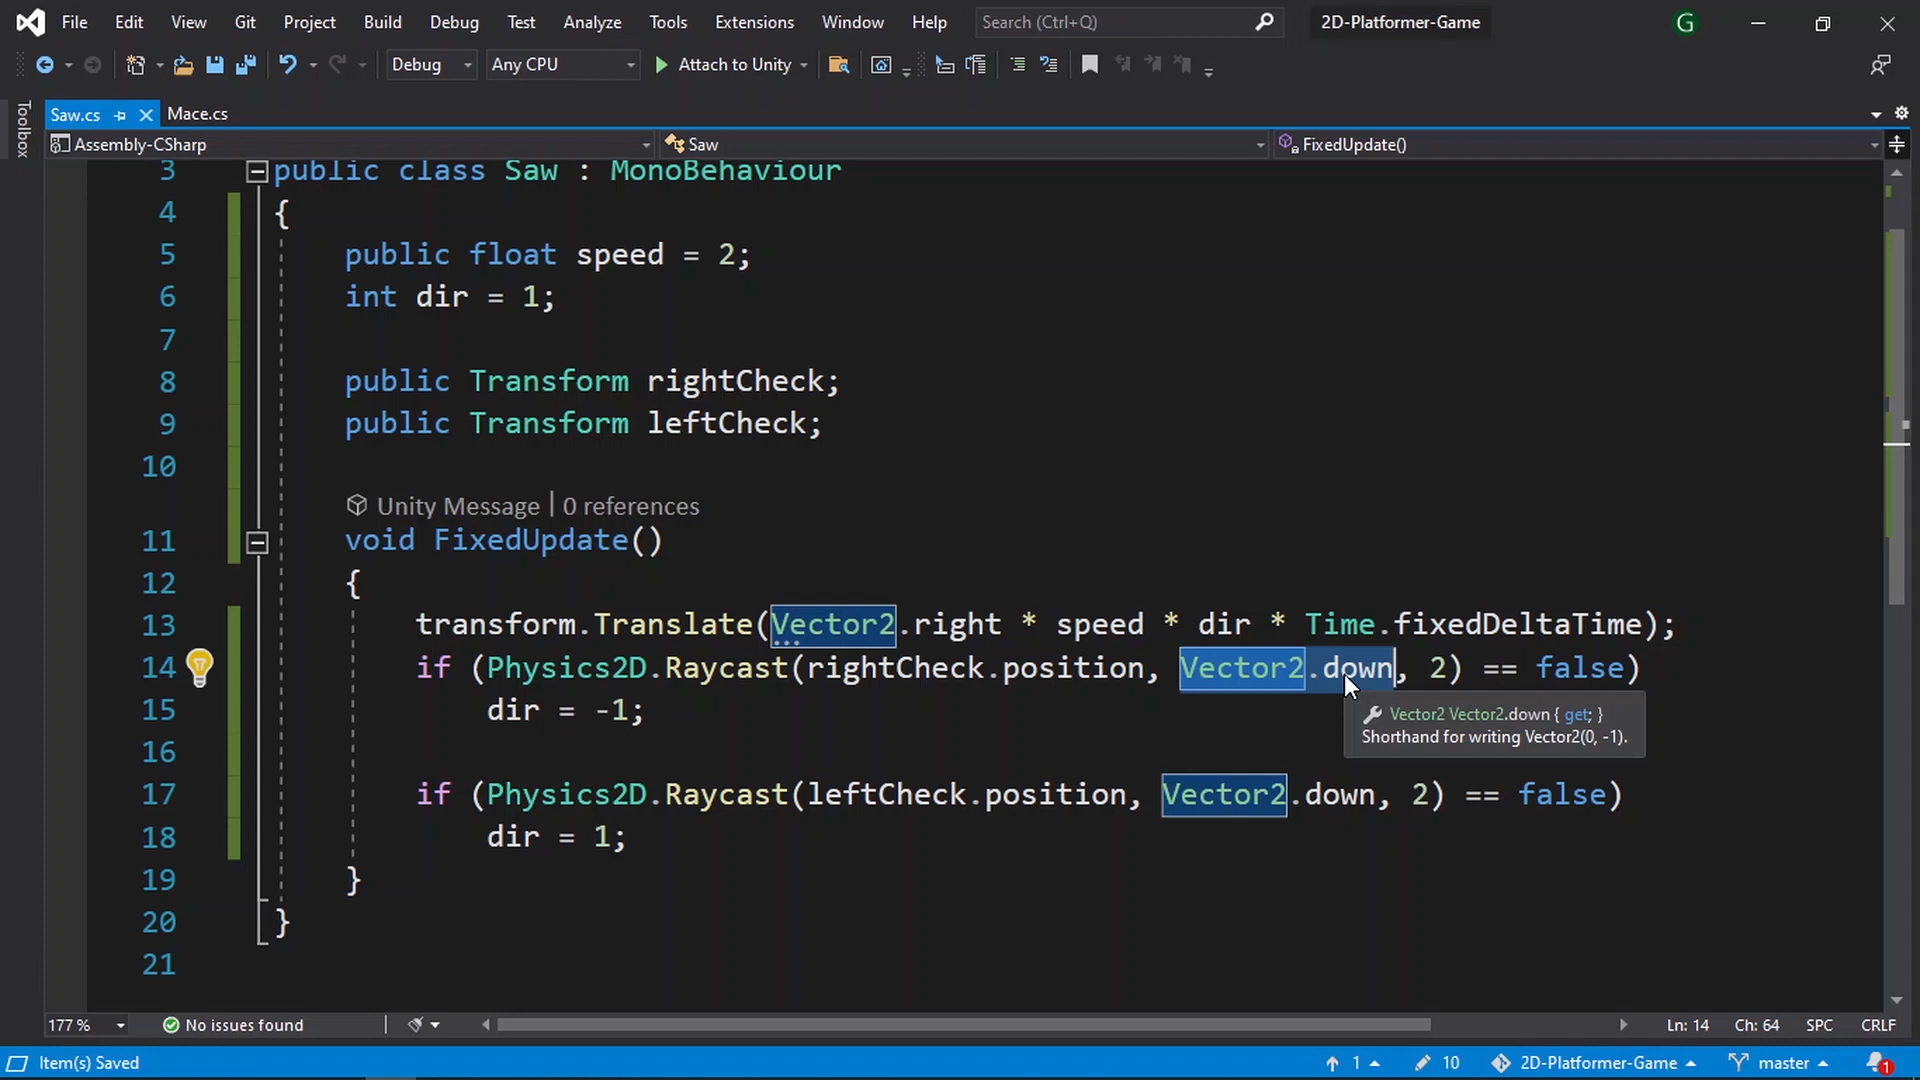 File Edit View Git Project Build Debug Test Analyze Tools Extensions Window Help Search (Ctrl+Q) 2D-Platformer-Game G
Debug Any CPU Attach to Unity
Toolbox
Saw.cs Mace.cs
Assembly-CSharp Saw FixedUpdate()
3 public class Saw : MonoBehaviour
4 {
5 public float speed = 2;
6 int dir = 1;
7
8 public Transform rightCheck;
9 public Transform leftCheck;
10
Unity Message | 0 references
11 void FixedUpdate()
12 {
13 transform.Translate(Vector2.right * speed * dir * Time.fixedDeltaTime);
14 if (Physics2D.Raycast(rightCheck.position, Vector2.down, 2) == false)
15 dir = -1;
Vector2 Vector2.down { get; }
Shorthand for writing Vector2(0, -1).
16
17 if (Physics2D.Raycast(leftCheck.position, Vector2.down, 2) == false)
18 dir = 1;
19 }
20 }
21
177 % No issues found Ln: 14 Ch: 64 SPC CRLF
Item(s) Saved 1 10 2D-Platformer-Game master 1